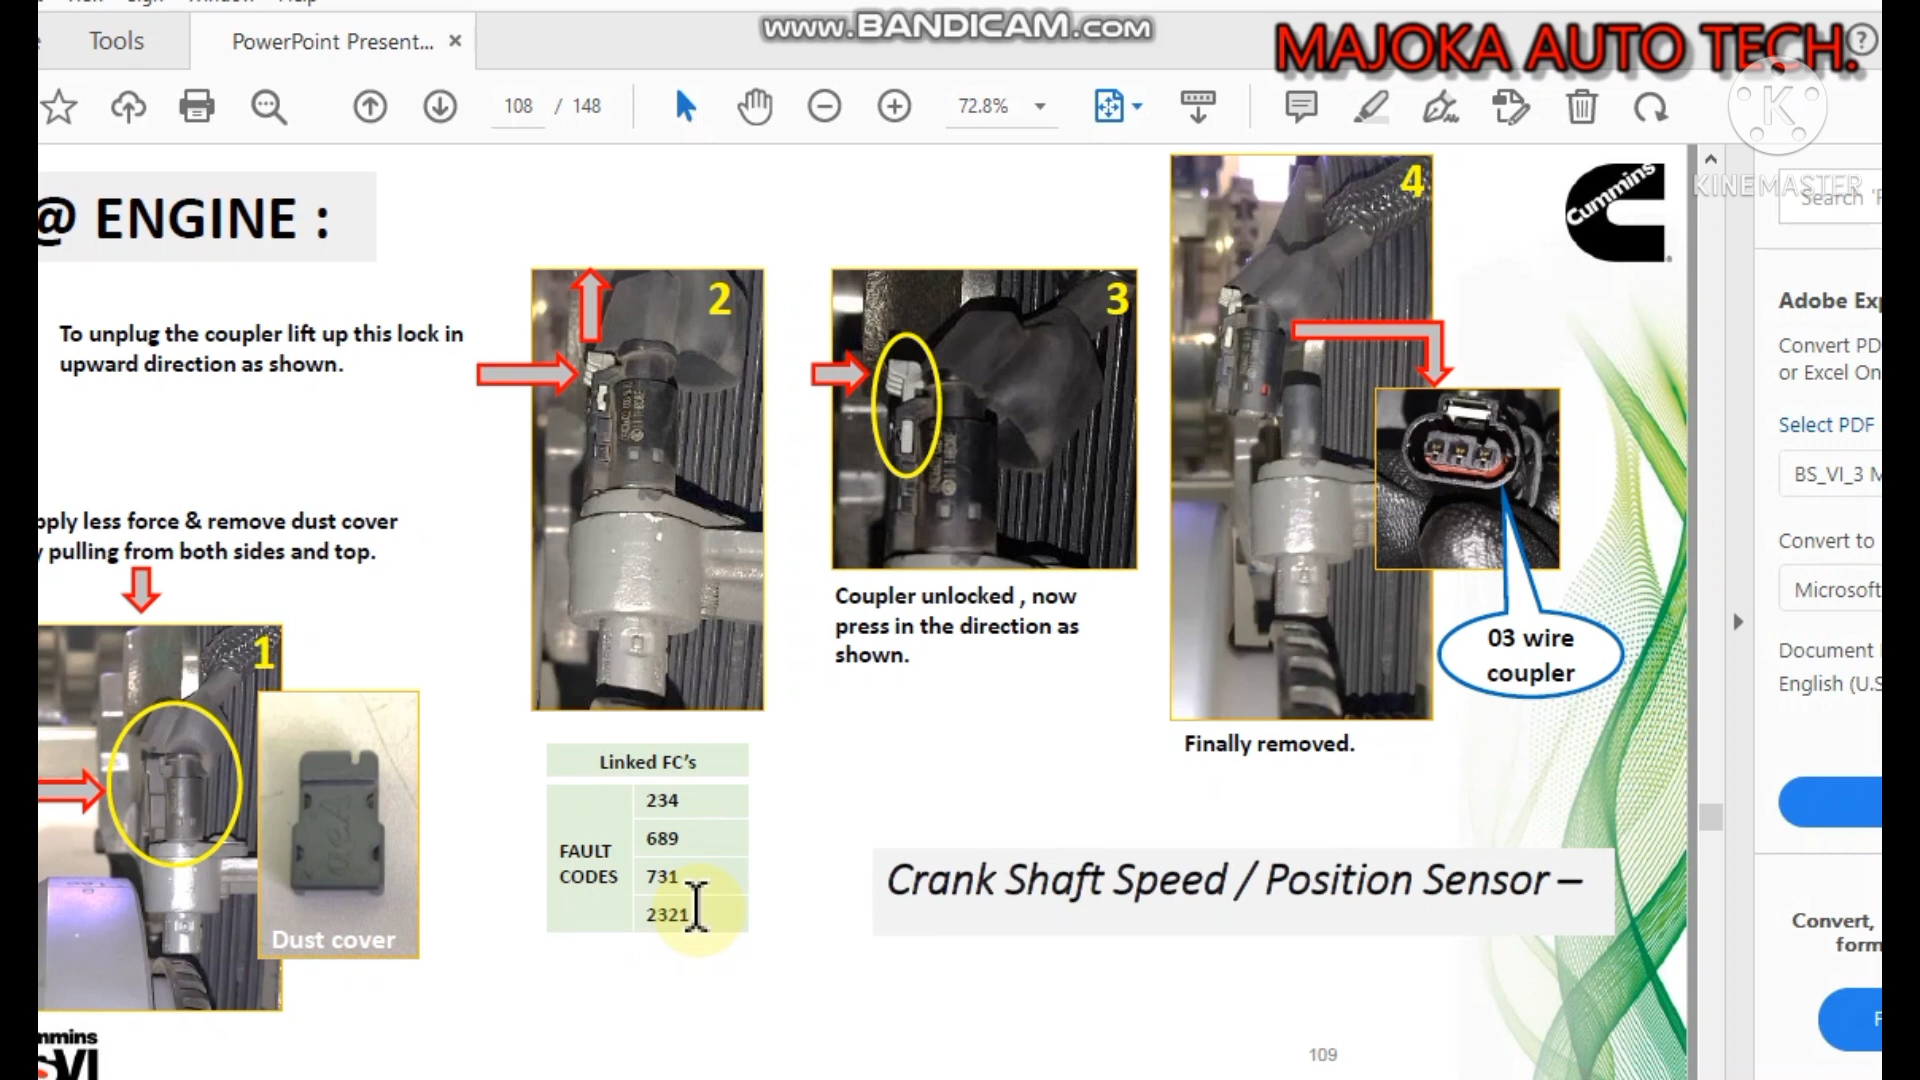 www.BANDICAM.com
MAJOKA AUTO TECH.
Tools
PowerPoint Present...
108 / 148
72.8%
K
KINEMASTER
@ ENGINE :
Cummins
To unplug the coupler lift up this lock in
upward direction as shown.
2
3
4
pply less force & remove dust cover
y pulling from both sides and top.
1
Dust cover
Coupler unlocked , now
press in the direction as
shown.
03 wire
coupler
Finally removed.
Linked FC's
FAULT
CODES
234
689
731
2321
Crank Shaft Speed / Position Sensor –
109
mmins
SVI
Search
Adobe Exp
Convert PD
or Excel On
Select PDF
BS_VI_3 M
Convert to
Microsoft
Document
English (U.S
Convert,
form